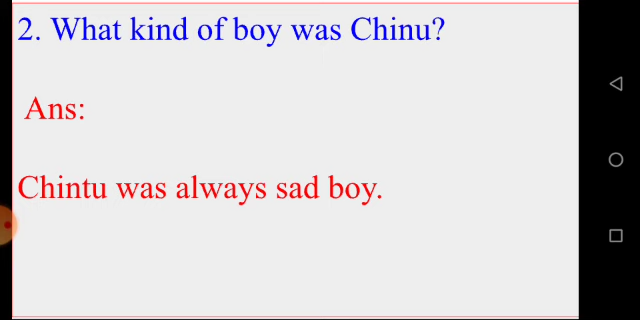 2. What kind of boy was Chinu?
Ans:
Chintu was always sad boy.